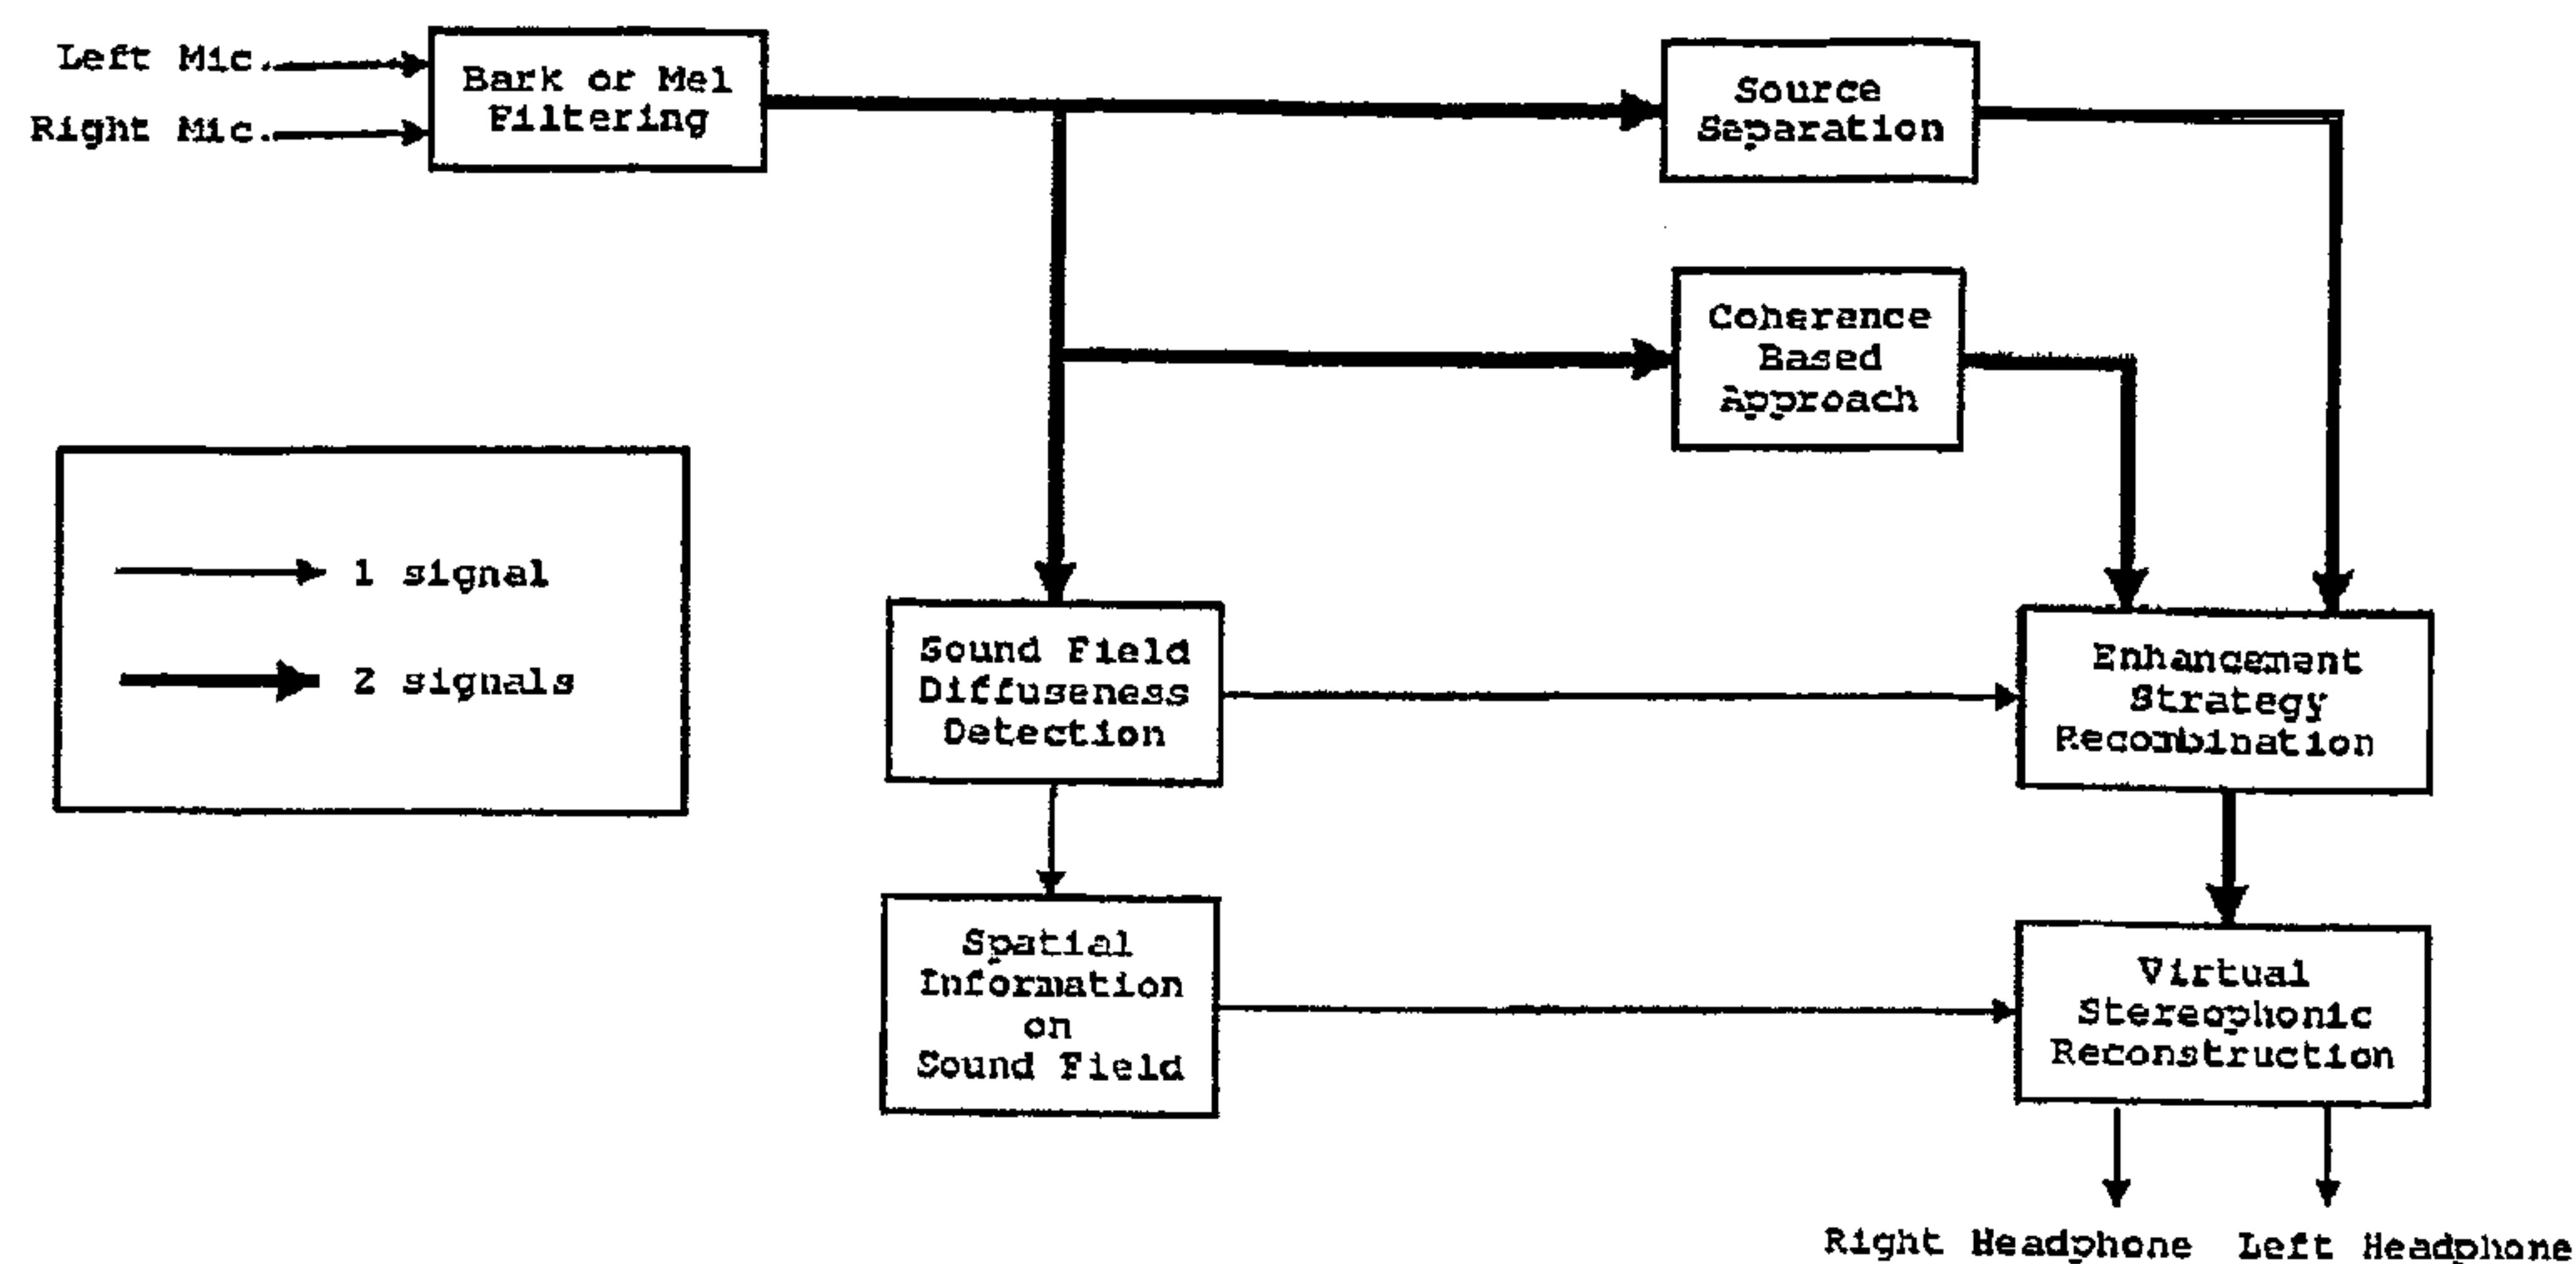 Left Mic.
Right Mic.
Bark or Mel
Filtering
Source
Separation
Coherence
Based
Approach
1 signal
2 signals
Sound Field
Diffuseness
Detection
Enhancement
Strategy
Recombination
Spatial
Information
on
Sound Field
Virtual
Stereophonic
Reconstruction
Right Headphone
Left Headphone